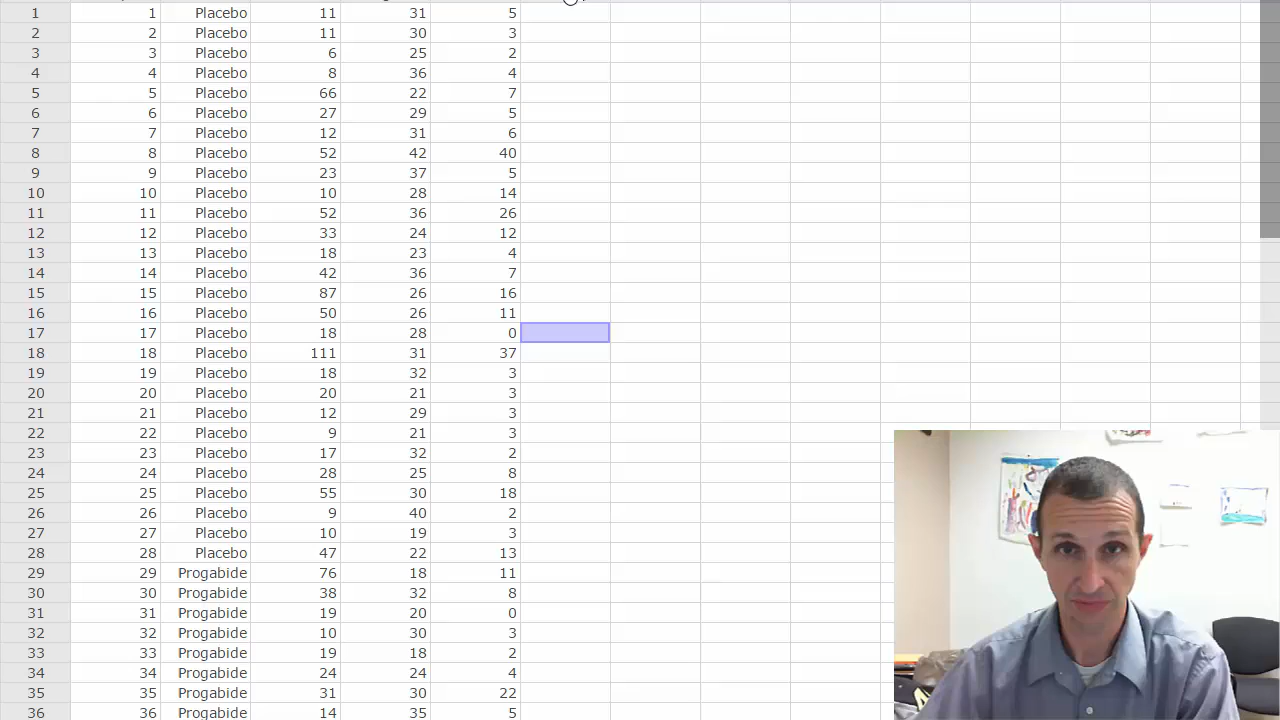 1 1 Placebo 11 31 5
2 2 Placebo 11 30 3
3 3 Placebo 6 25 2
4 4 Placebo 8 36 4
5 5 Placebo 66 22 7
6 6 Placebo 27 29 5
7 7 Placebo 12 31 6
8 8 Placebo 52 42 40
9 9 Placebo 23 37 5
10 10 Placebo 10 28 14
11 11 Placebo 52 36 26
12 12 Placebo 33 24 12
13 13 Placebo 18 23 4
14 14 Placebo 42 36 7
15 15 Placebo 87 26 16
16 16 Placebo 50 26 11
17 17 Placebo 18 28 0
18 18 Placebo 111 31 37
19 19 Placebo 18 32 3
20 20 Placebo 20 21 3
21 21 Placebo 12 29 3
22 22 Placebo 9 21 3
23 23 Placebo 17 32 2
24 24 Placebo 28 25 8
25 25 Placebo 55 30 18
26 26 Placebo 9 40 2
27 27 Placebo 10 19 3
28 28 Placebo 47 22 13
29 29 Progabide 76 18 11
30 30 Progabide 38 32 8
31 31 Progabide 19 20 0
32 32 Progabide 10 30 3
33 33 Progabide 19 18 2
34 34 Progabide 24 24 4
35 35 Progabide 31 30 22
36 36 Progabide 14 35 5